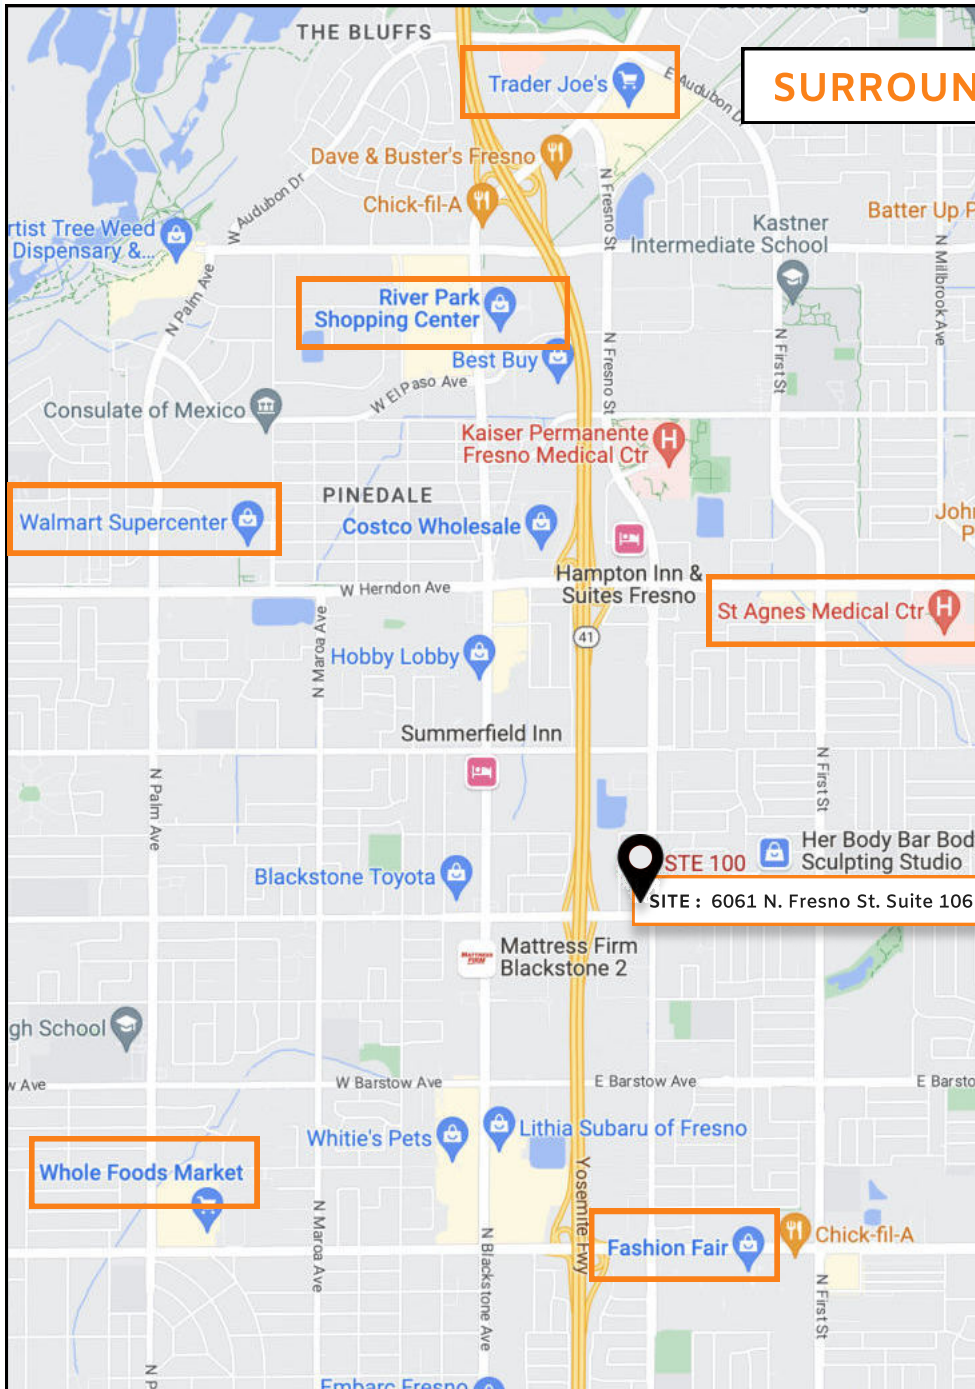 THE BLUFFS
Trader Joe's
E Audubon D
SURROUN
Dave & Buster's Fresno
Chick-fil-A
N Fresno St
W Audubon Dr
rtist Tree Weed
Dispensary &...
Kastner
Intermediate School
Batter Up F
N Millbrook Ave
N Palm Ave
River Park
Shopping Center
Best Buy
N Fresno St
N First St
W El Paso Ave
Consulate of Mexico
Kaiser Permanente
Fresno Medical Ctr
PINEDALE
Walmart Supercenter
Costco Wholesale
John
P
Hampton Inn &
Suites Fresno
W Herndon Ave
St Agnes Medical Ctr
41
N Maroa Ave
Hobby Lobby
Summerfield Inn
N Palm Ave
N First St
Blackstone Toyota
STE 100
Her Body Bar Bod
Sculpting Studio
SITE : 6061 N. Fresno St. Suite 106
MATTRESS
FIRM
Mattress Firm
Blackstone 2
gh School
w Ave
W Barstow Ave
E Barstow Ave
E Barsto
Whitie's Pets
Lithia Subaru of Fresno
Whole Foods Market
Yosemite Fwy
N Maroa Ave
N Blackstone Ave
Fashion Fair
Chick-fil-A
N First St
N P
Embarc Fresno